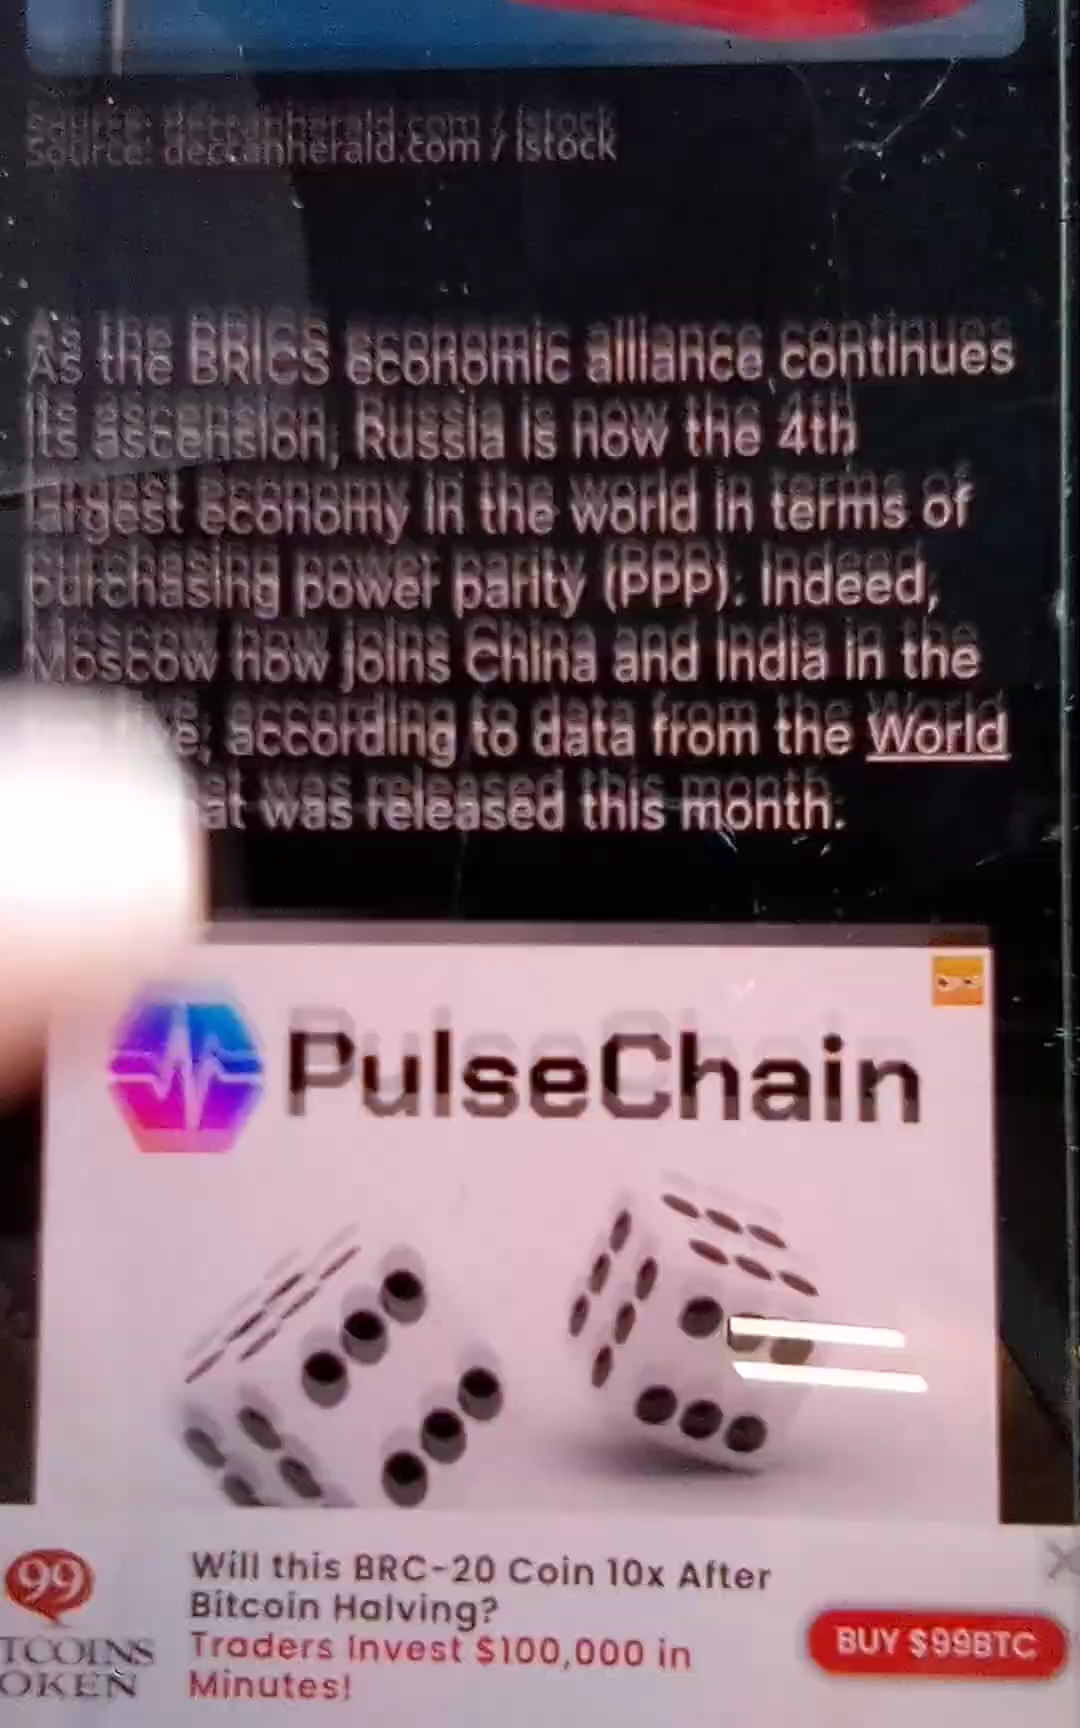 Source: deccanherald.com / istock
As the BRICS economic alliance continues
its ascension, Russia is now the 4th
largest economy in the world in terms of
purchasing power parity (PPP). Indeed,
Moscow now joins China and India in the
according to data from the World
was released this month.
PulseChain
99
TCOINS
OKEN
Will this BRC-20 Coin 10x After
Bitcoin Halving?
Traders Invest $100,000 in
Minutes!
BUY $99BTC